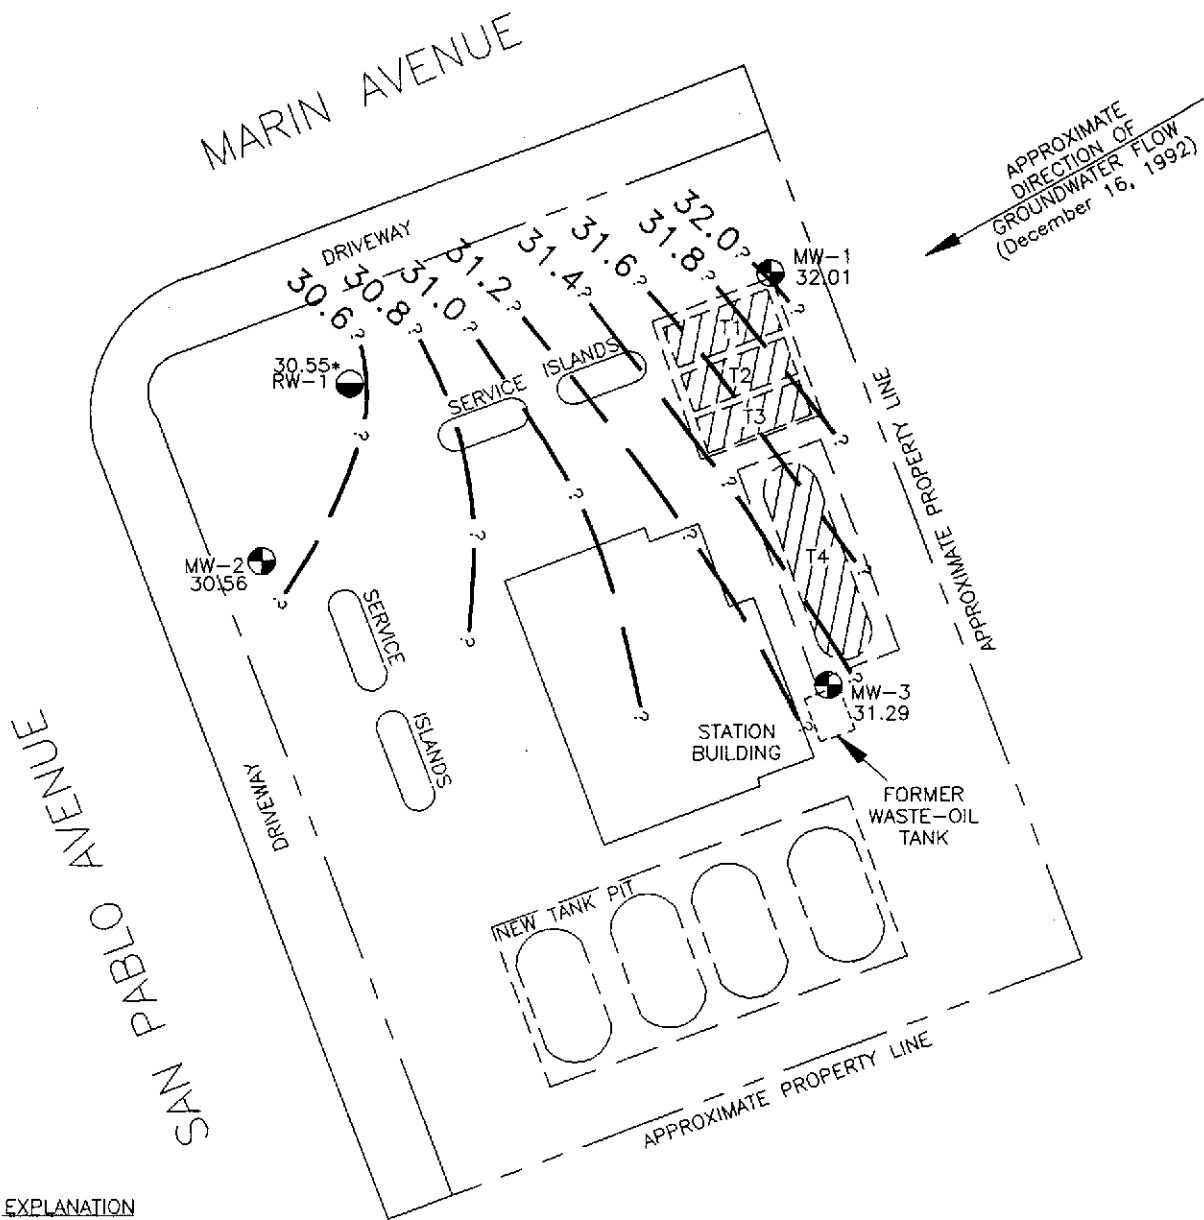 MARIN AVENUE
APPROXIMATE
DIRECTION OF
GROUNDWATER FLOW
(December 16, 1992)
DRIVEWAY
30.6
30.8
31.0
31.2
31.4
31.6
31.8
32.0
?
?
?
?
?
?
?
?
MW-1
32.01
?
30.55*
RW-1
SERVICE ISLANDS
T1
T2
T3
?
?
?
?
?
?
T4
?
APPROXIMATE PROPERTY LINE
MW-2
30.56
?
SERVICE
ISLANDS
?
?
?
?
MW-3
31.29
STATION
BUILDING
FORMER
WASTE-OIL
TANK
SAN PABLO AVENUE
DRIVEWAY
NEW TANK PIT
APPROXIMATE PROPERTY LINE
EXPLANATION